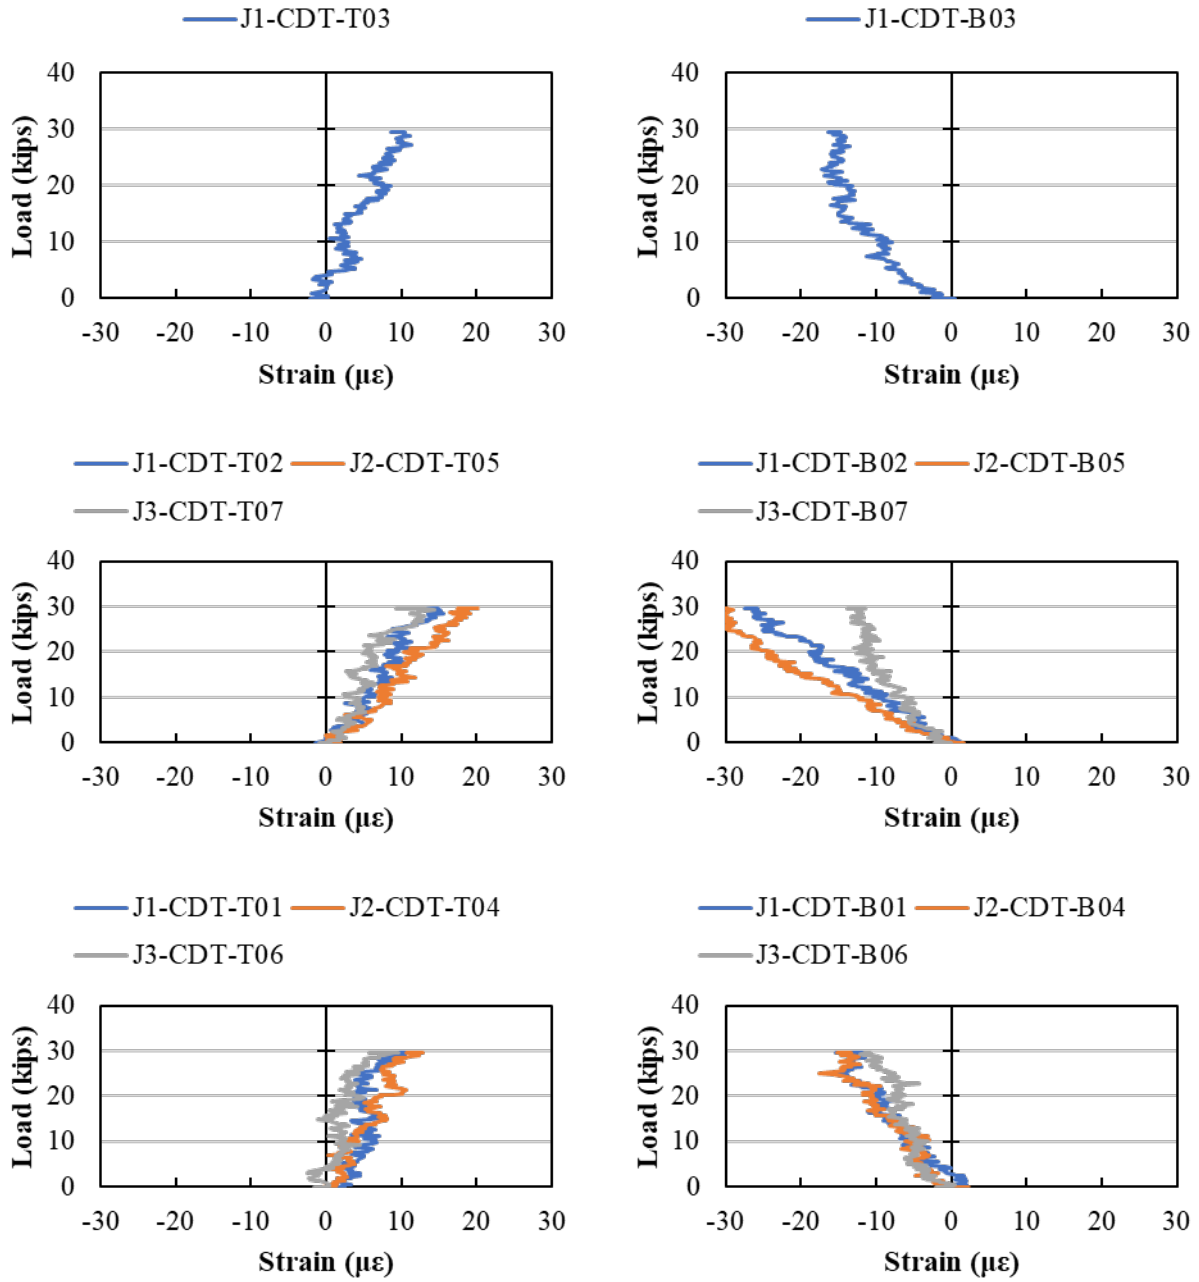 J1-CDT-T03
40
30
20
10
0
Load (kips)
-30 -20 -10 0 10 20 30
Strain (με)
J1-CDT-B03
40
30
20
10
0
Load (kips)
-30 -20 -10 0 10 20 30
Strain (με)
J1-CDT-T02 J2-CDT-T05
J3-CDT-T07
40
30
20
10
0
Load (kips)
-30 -20 -10 0 10 20 30
Strain (με)
J1-CDT-B02 J2-CDT-B05
J3-CDT-B07
40
30
20
10
0
Load (kips)
-30 -20 -10 0 10 20 30
Strain (με)
J1-CDT-T01 J2-CDT-T04
J3-CDT-T06
40
30
20
10
0
Load (kips)
-30 -20 -10 0 10 20 30
Strain (με)
J1-CDT-B01 J2-CDT-B04
J3-CDT-B06
40
30
20
10
0
Load (kips)
-30 -20 -10 0 10 20 30
Strain (με)